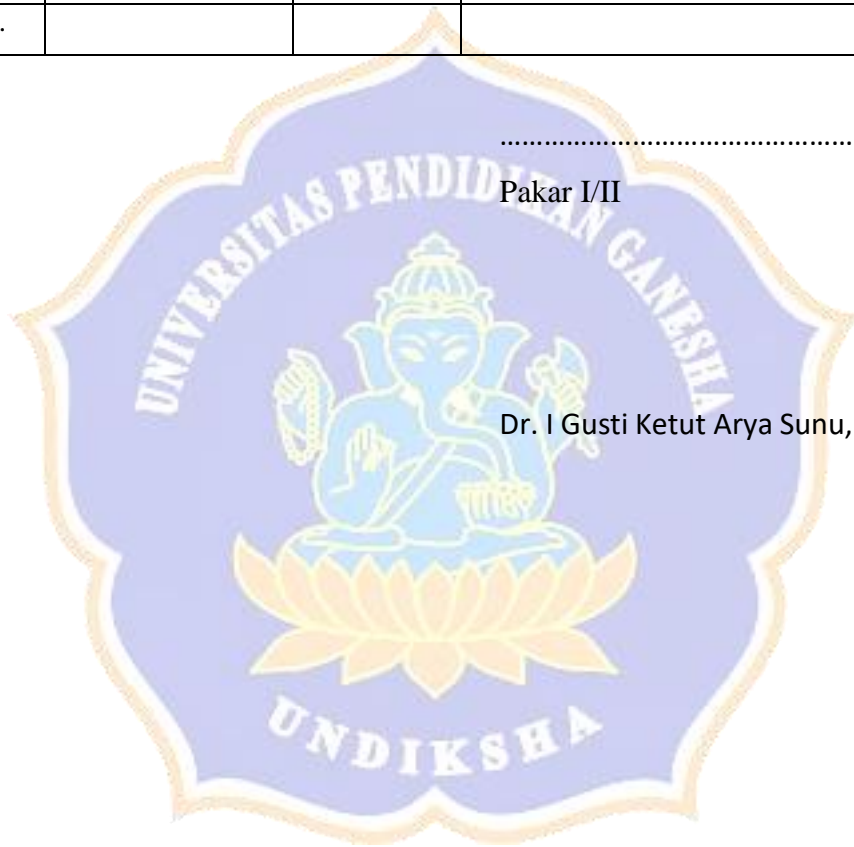 .
……………………………………
Pakar I/II
UNIVERSITAS PENDIDIKAN GANESHA
Dr. I Gusti Ketut Arya Sunu,
UNDIKSHA